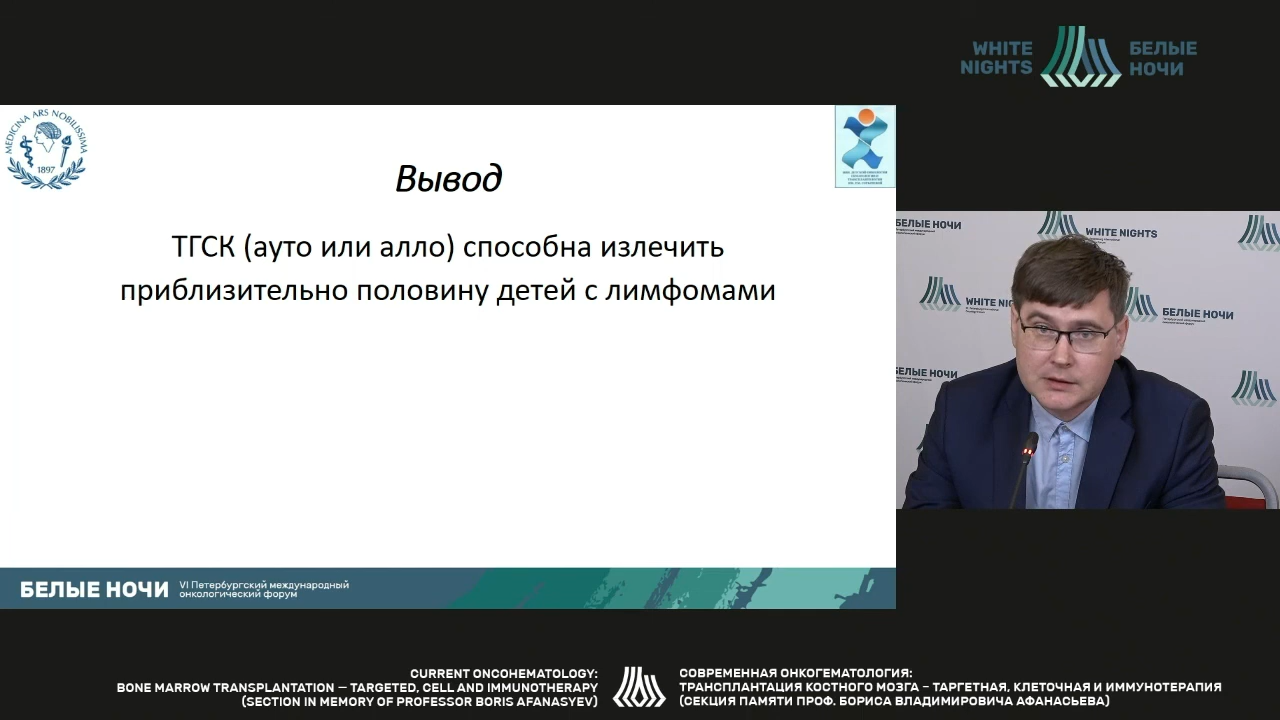 WHITE
NIGHTS
БЕЛЫЕ
НОЧИ
MEDICINA ARS NOBILISSIMA
1897
Вывод
ТГСК (ауто или алло) способна излечить
приблизительно половину детей с лимфомами
БЕЛЫЕ НОЧИ
WHITE NIGHTS
WHITE
БЕЛЫЕ НОЧИ
БЕЛЫЕ НОЧИ
БЕЛЫЕ НОЧИ
VI Петербургский международный
онкологический форум
CURRENT ONCOHEMATOLOGY:
BONE MARROW TRANSPLANTATION — TARGETED, CELL AND IMMUNOTHERAPY
(SECTION IN MEMORY OF PROFESSOR BORIS AFANASYEV)
СОВРЕМЕННАЯ ОНКОГЕМАТОЛОГИЯ:
ТРАНСПЛАНТАЦИЯ КОСТНОГО МОЗГА – ТАРГЕТНАЯ, КЛЕТОЧНАЯ И ИММУНОТЕРАПИЯ
(СЕКЦИЯ ПАМЯТИ ПРОФ. БОРИСА ВЛАДИМИРОВИЧА АФАНАСЬЕВА)